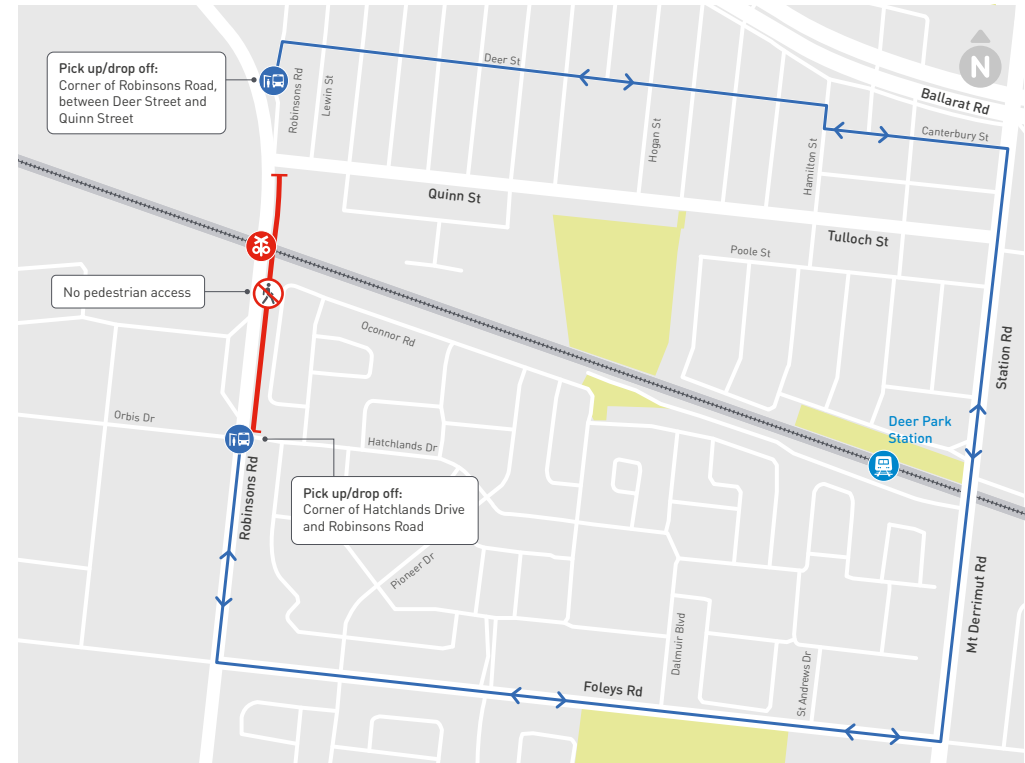 Pick up/drop off:
Corner of Robinsons Road,
between Deer Street and
Quinn Street
Robinsons Rd
Lewin St
Deer St
N
Ballarat Rd
Canterbury St
Hogan St
Hamilton St
Quinn St
Tulloch St
Poole St
No pedestrian access
Oconnor Rd
Station Rd
Orbis Dr
Hatchlands Dr
Deer Park
Station
Robinsons Rd
Pick up/drop off:
Corner of Hatchlands Drive
and Robinsons Road
Pioneer Dr
Mt Derrimut Rd
Dalmuir Blvd
St Andrews Dr
Foleys Rd